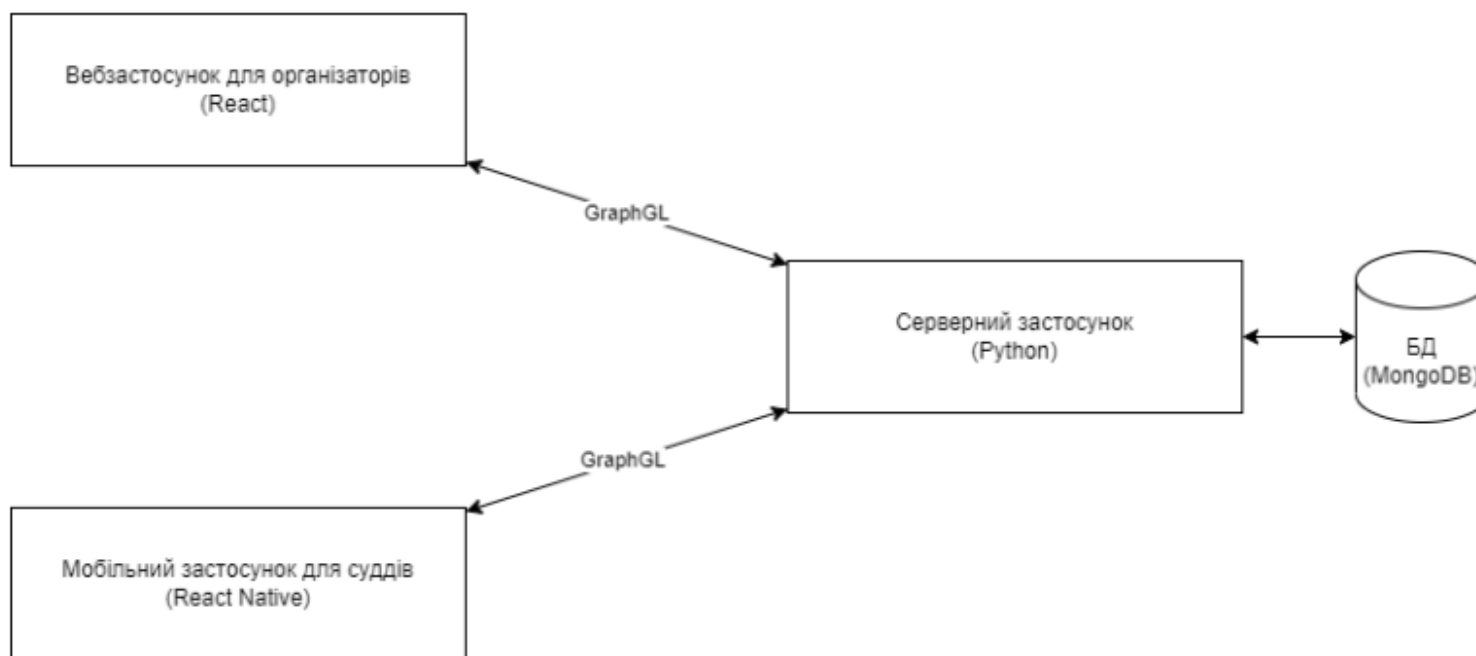 Вебзастосунок для організаторів
(React)
GraphGL
Серверний застосунок
(Python)
БД
(MongoDB)
GraphGL
Мобільний застосунок для суддів
(React Native)